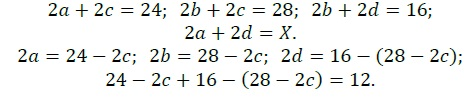 2a + 2c = 24;  2b + 2c = 28;  2b + 2d = 16;
2a + 2d = X.
2a = 24 − 2c;  2b = 28 − 2c;  2d = 16 − (28 − 2c);
24 − 2c + 16 − (28 − 2c) = 12.